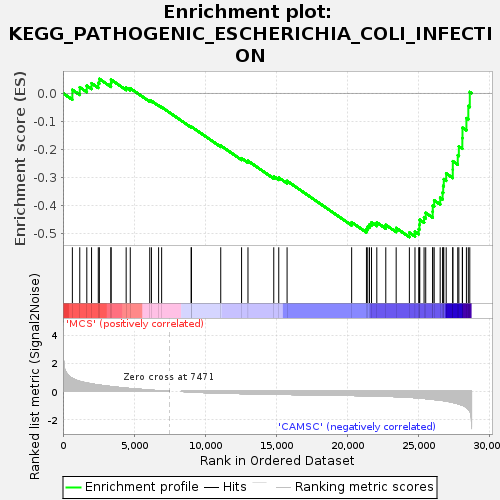 Enrichment plot:
KEGG_PATHOGENIC_ESCHERICHIA_COLI_INFECTI
ON
Enrichment score (ES)
0.0
-0.1
-0.2
-0.3
-0.4
-0.5
'MCS' (positively correlated)
Ranked list metric (Signal2Noise)
4
2
0
-2
Zero cross at 7471
'CAMSC' (negatively correlated)
0
5,000
10,000
15,000
20,000
25,000
30,000
Rank in Ordered Dataset
Enrichment profile
Hits
Ranking metric scores